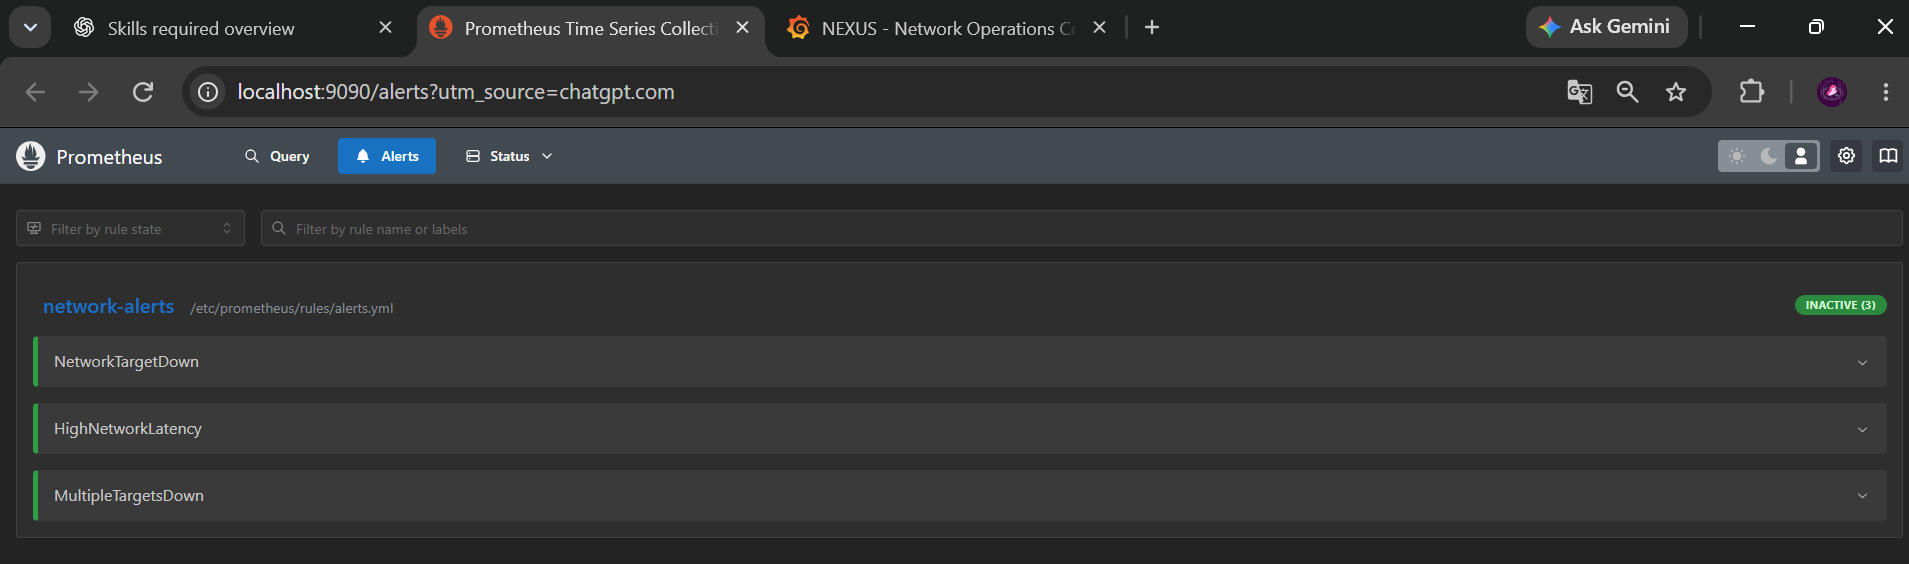 Skills required overview
Prometheus Time Series Collecti
NEXUS - Network Operations Ce
Ask Gemini
localhost:9090/alerts?utm_source=chatgpt.com
Prometheus
Query
Alerts
Status
Filter by rule state
Filter by rule name or labels
network-alerts /etc/prometheus/rules/alerts.yml
INACTIVE (3)
NetworkTargetDown
HighNetworkLatency
MultipleTargetsDown